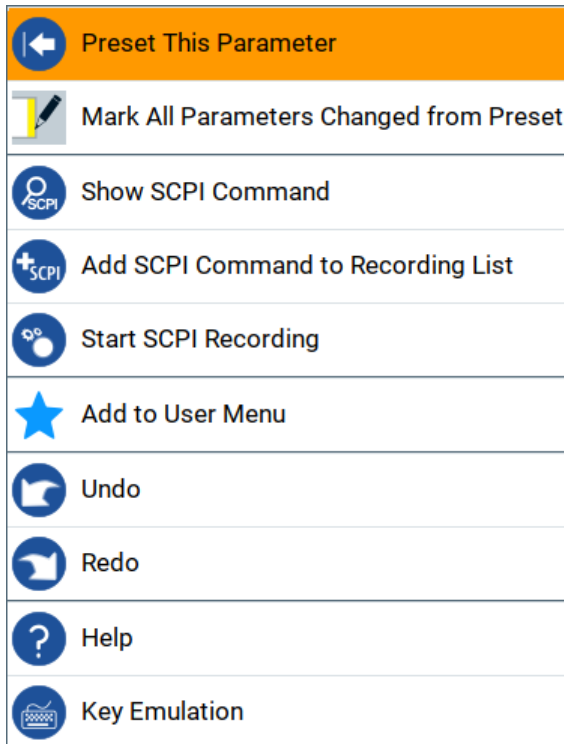 Preset This Parameter
Mark All Parameters Changed from Preset
SCPI
Show SCPI Command
SCPI
Add SCPI Command to Recording List
Start SCPI Recording
Add to User Menu
Undo
Redo
?
Help
Key Emulation